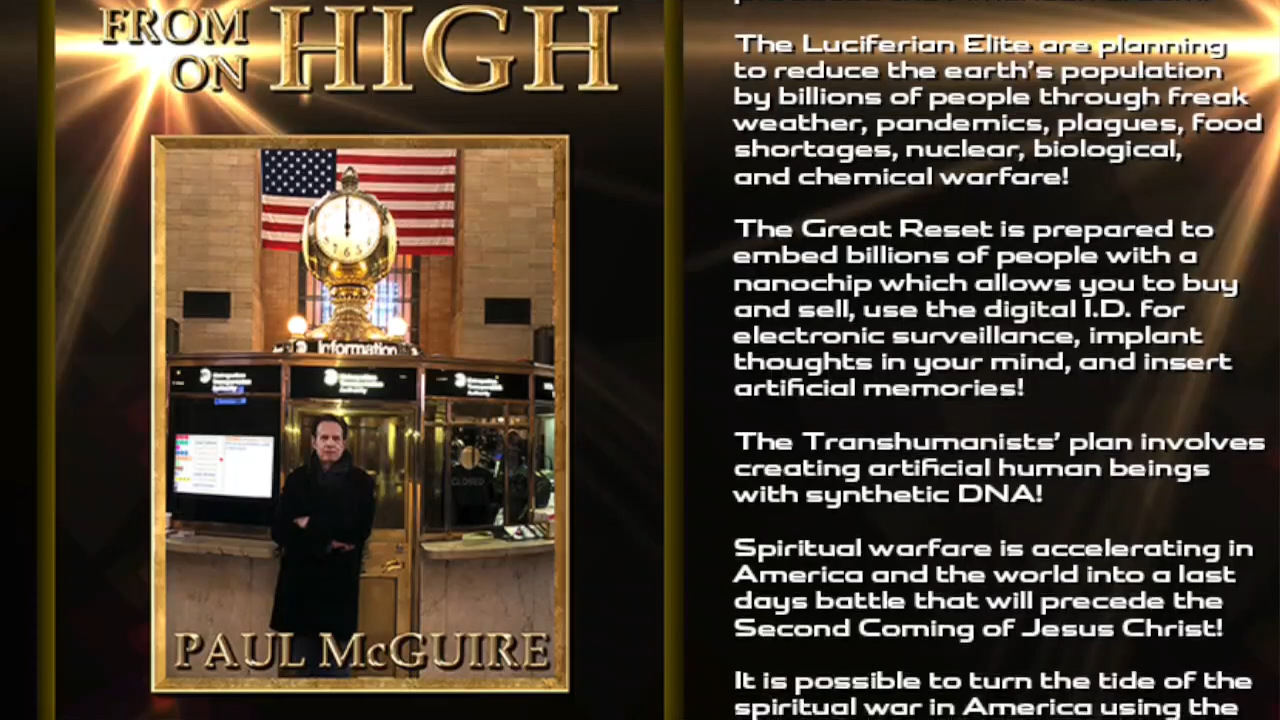 FROM
ON
HIGH
Information
CLOSED
PAUL McGUIRE
The Luciferian Elite are planning
to reduce the earth's population
by billions of people through freak
weather, pandemics, plagues, food
shortages, nuclear, biological,
and chemical warfare!
The Great Reset is prepared to
embed billions of people with a
nanochip which allows you to buy
and sell, use the digital I.D. for
electronic surveillance, implant
thoughts in your mind, and insert
artificial memories!
The Transhumanists' plan involves
creating artificial human beings
with synthetic DNA!
Spiritual warfare is accelerating in
America and the world into a last
days battle that will precede the
Second Coming of Jesus Christ!
It is possible to turn the tide of the
spiritual war in America using the